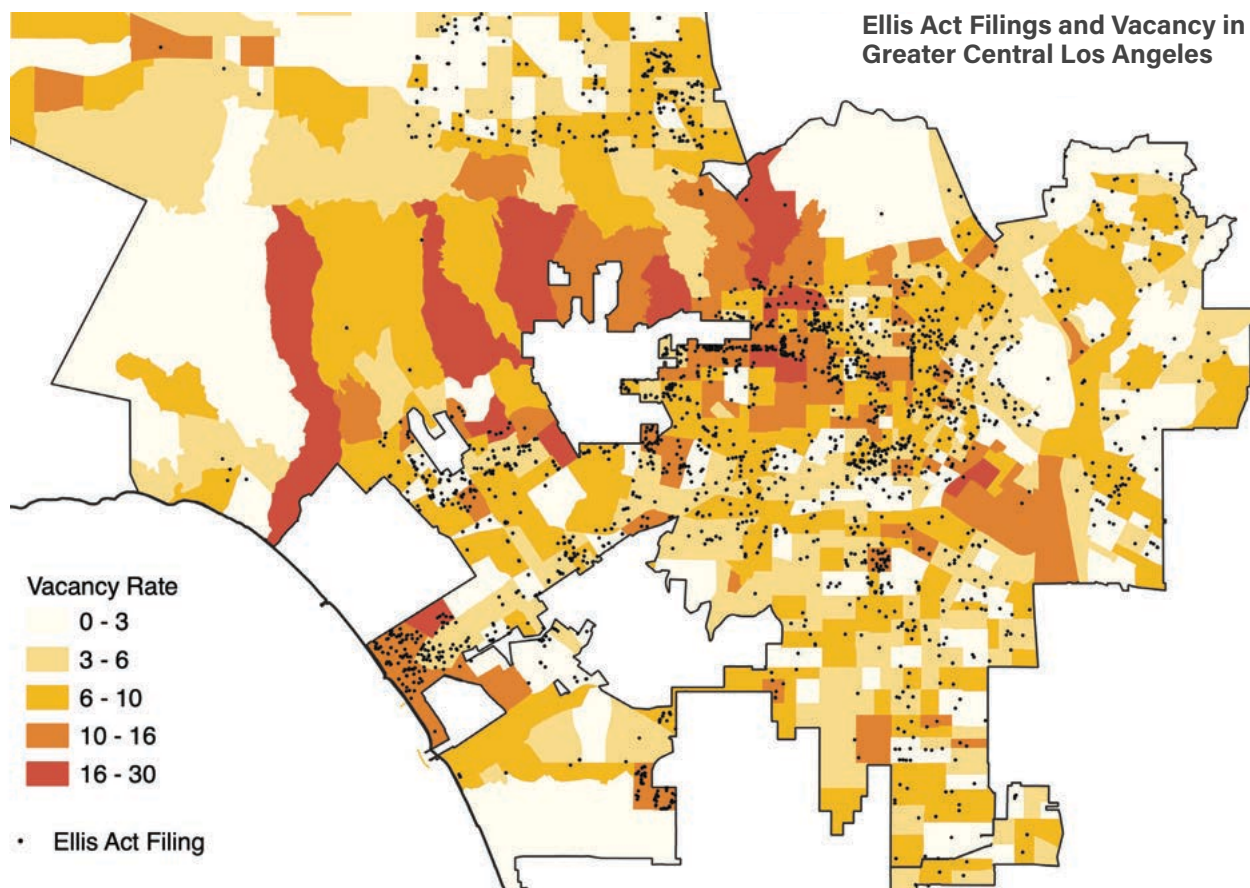 Ellis Act Filings and Vacancy in
Greater Central Los Angeles
Vacancy Rate
0 - 3
3 - 6
6 - 10
10 - 16
16 - 30
Ellis Act Filing